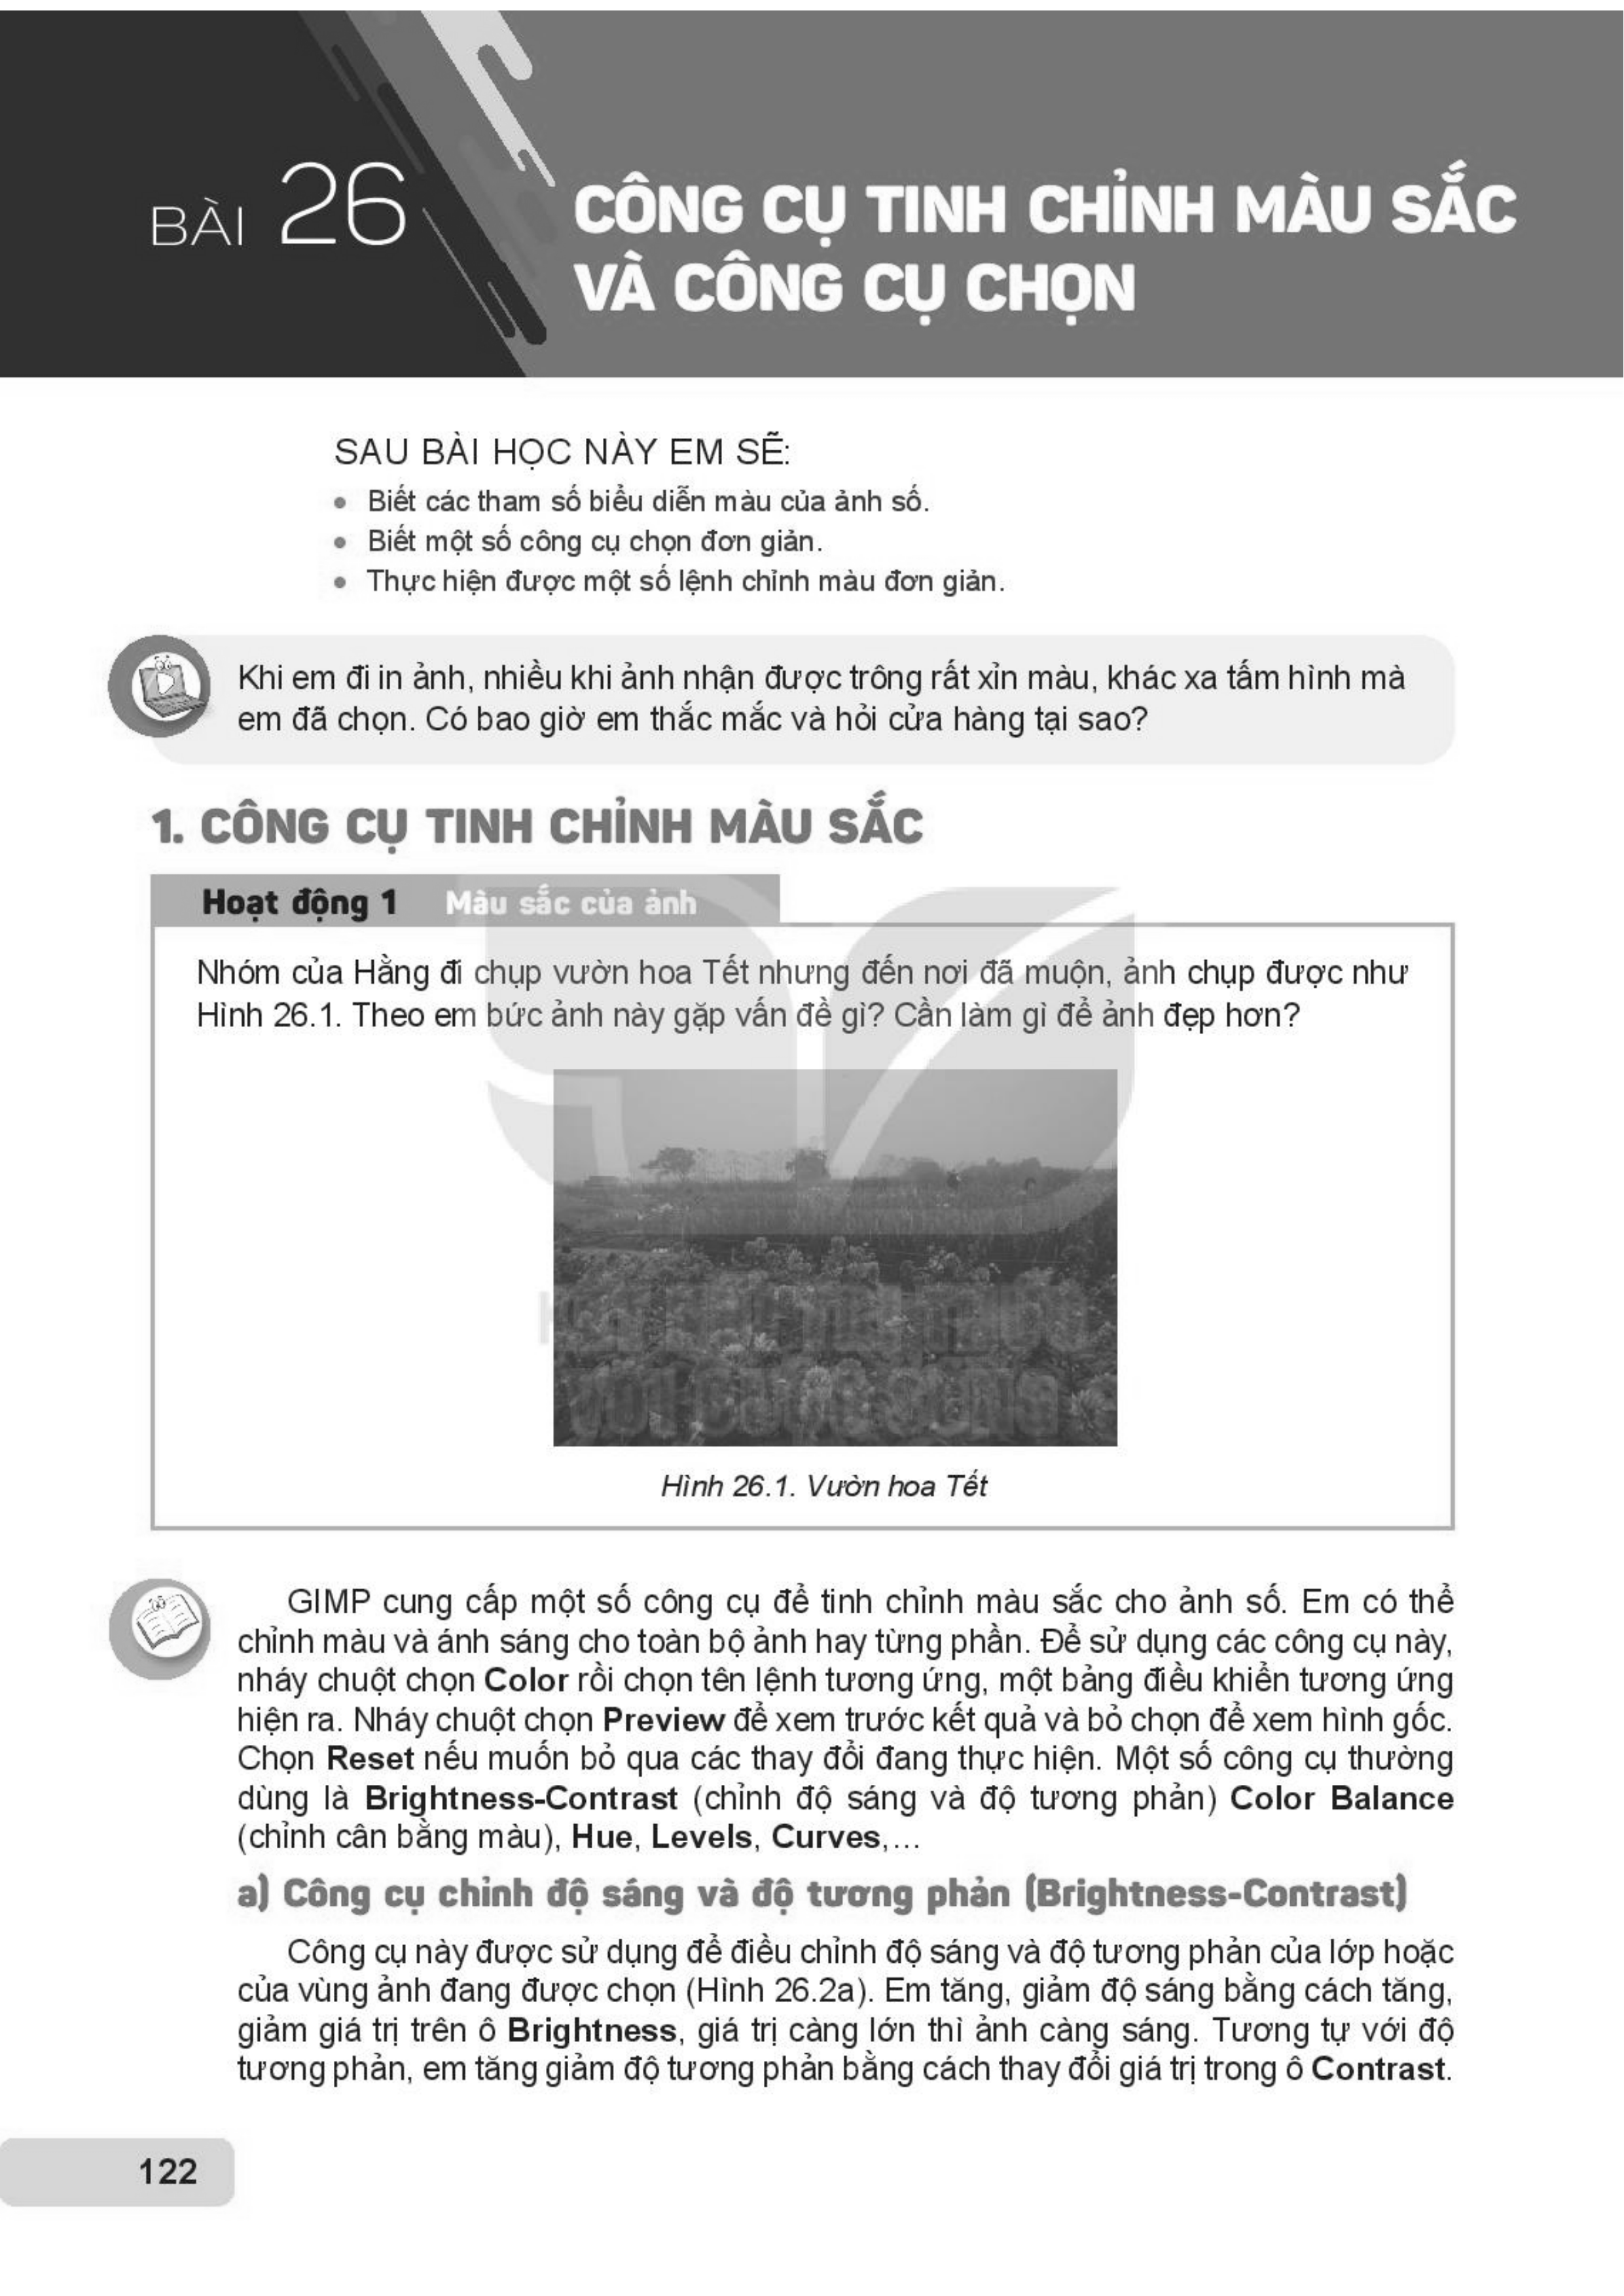 BÀI 26
CÔNG CỤ TINH CHỈNH MÀU SẮC
VÀ CÔNG CỤ CHỌN
SAU BÀI HỌC NÀY EM SẼ:
• Biết các tham số biểu diễn màu của ảnh số.
• Biết một số công cụ chọn đơn giản.
• Thực hiện được một số lệnh chỉnh màu đơn giản.
Khi em đi in ảnh, nhiều khi ảnh nhận được trông rất xỉn màu, khác xa tấm hình mà
em đã chọn. Có bao giờ em thắc mắc và hỏi cửa hàng tại sao?
1. CÔNG CỤ TINH CHỈNH MÀU SẮC
Hoạt động 1 Màu sắc của ảnh
Nhóm của Hằng đi chụp vườn hoa Tết nhưng đến nơi đã muộn, ảnh chụp được như
Hình 26.1. Theo em bức ảnh này gặp vấn đề gì? Cần làm gì để ảnh đẹp hơn?
VỚI CUỘC SỐNG
Hình 26.1. Vườn hoa Tết
GIMP cung cấp một số công cụ để tinh chỉnh màu sắc cho ảnh số. Em có thể
chỉnh màu và ánh sáng cho toàn bộ ảnh hay từng phần. Để sử dụng các công cụ này,
nháy chuột chọn Color rồi chọn tên lệnh tương ứng, một bảng điều khiển tương ứng
hiện ra. Nháy chuột chọn Preview để xem trước kết quả và bỏ chọn để xem hình gốc.
Chọn Reset nếu muốn bỏ qua các thay đổi đang thực hiện. Một số công cụ thường
dùng là Brightness-Contrast (chỉnh độ sáng và độ tương phản) Color Balance
(chỉnh cân bằng màu), Hue, Levels, Curves,...
a) Công cụ chỉnh độ sáng và độ tương phản (Brightness-Contrast)
Công cụ này được sử dụng để điều chỉnh độ sáng và độ tương phản của lớp hoặc
của vùng ảnh đang được chọn (Hình 26.2a). Em tăng, giảm độ sáng bằng cách tăng,
giảm giá trị trên ô Brightness, giá trị càng lớn thì ảnh càng sáng. Tương tự với độ
tương phản, em tăng giảm độ tương phản bằng cách thay đổi giá trị trong ô Contrast.
122